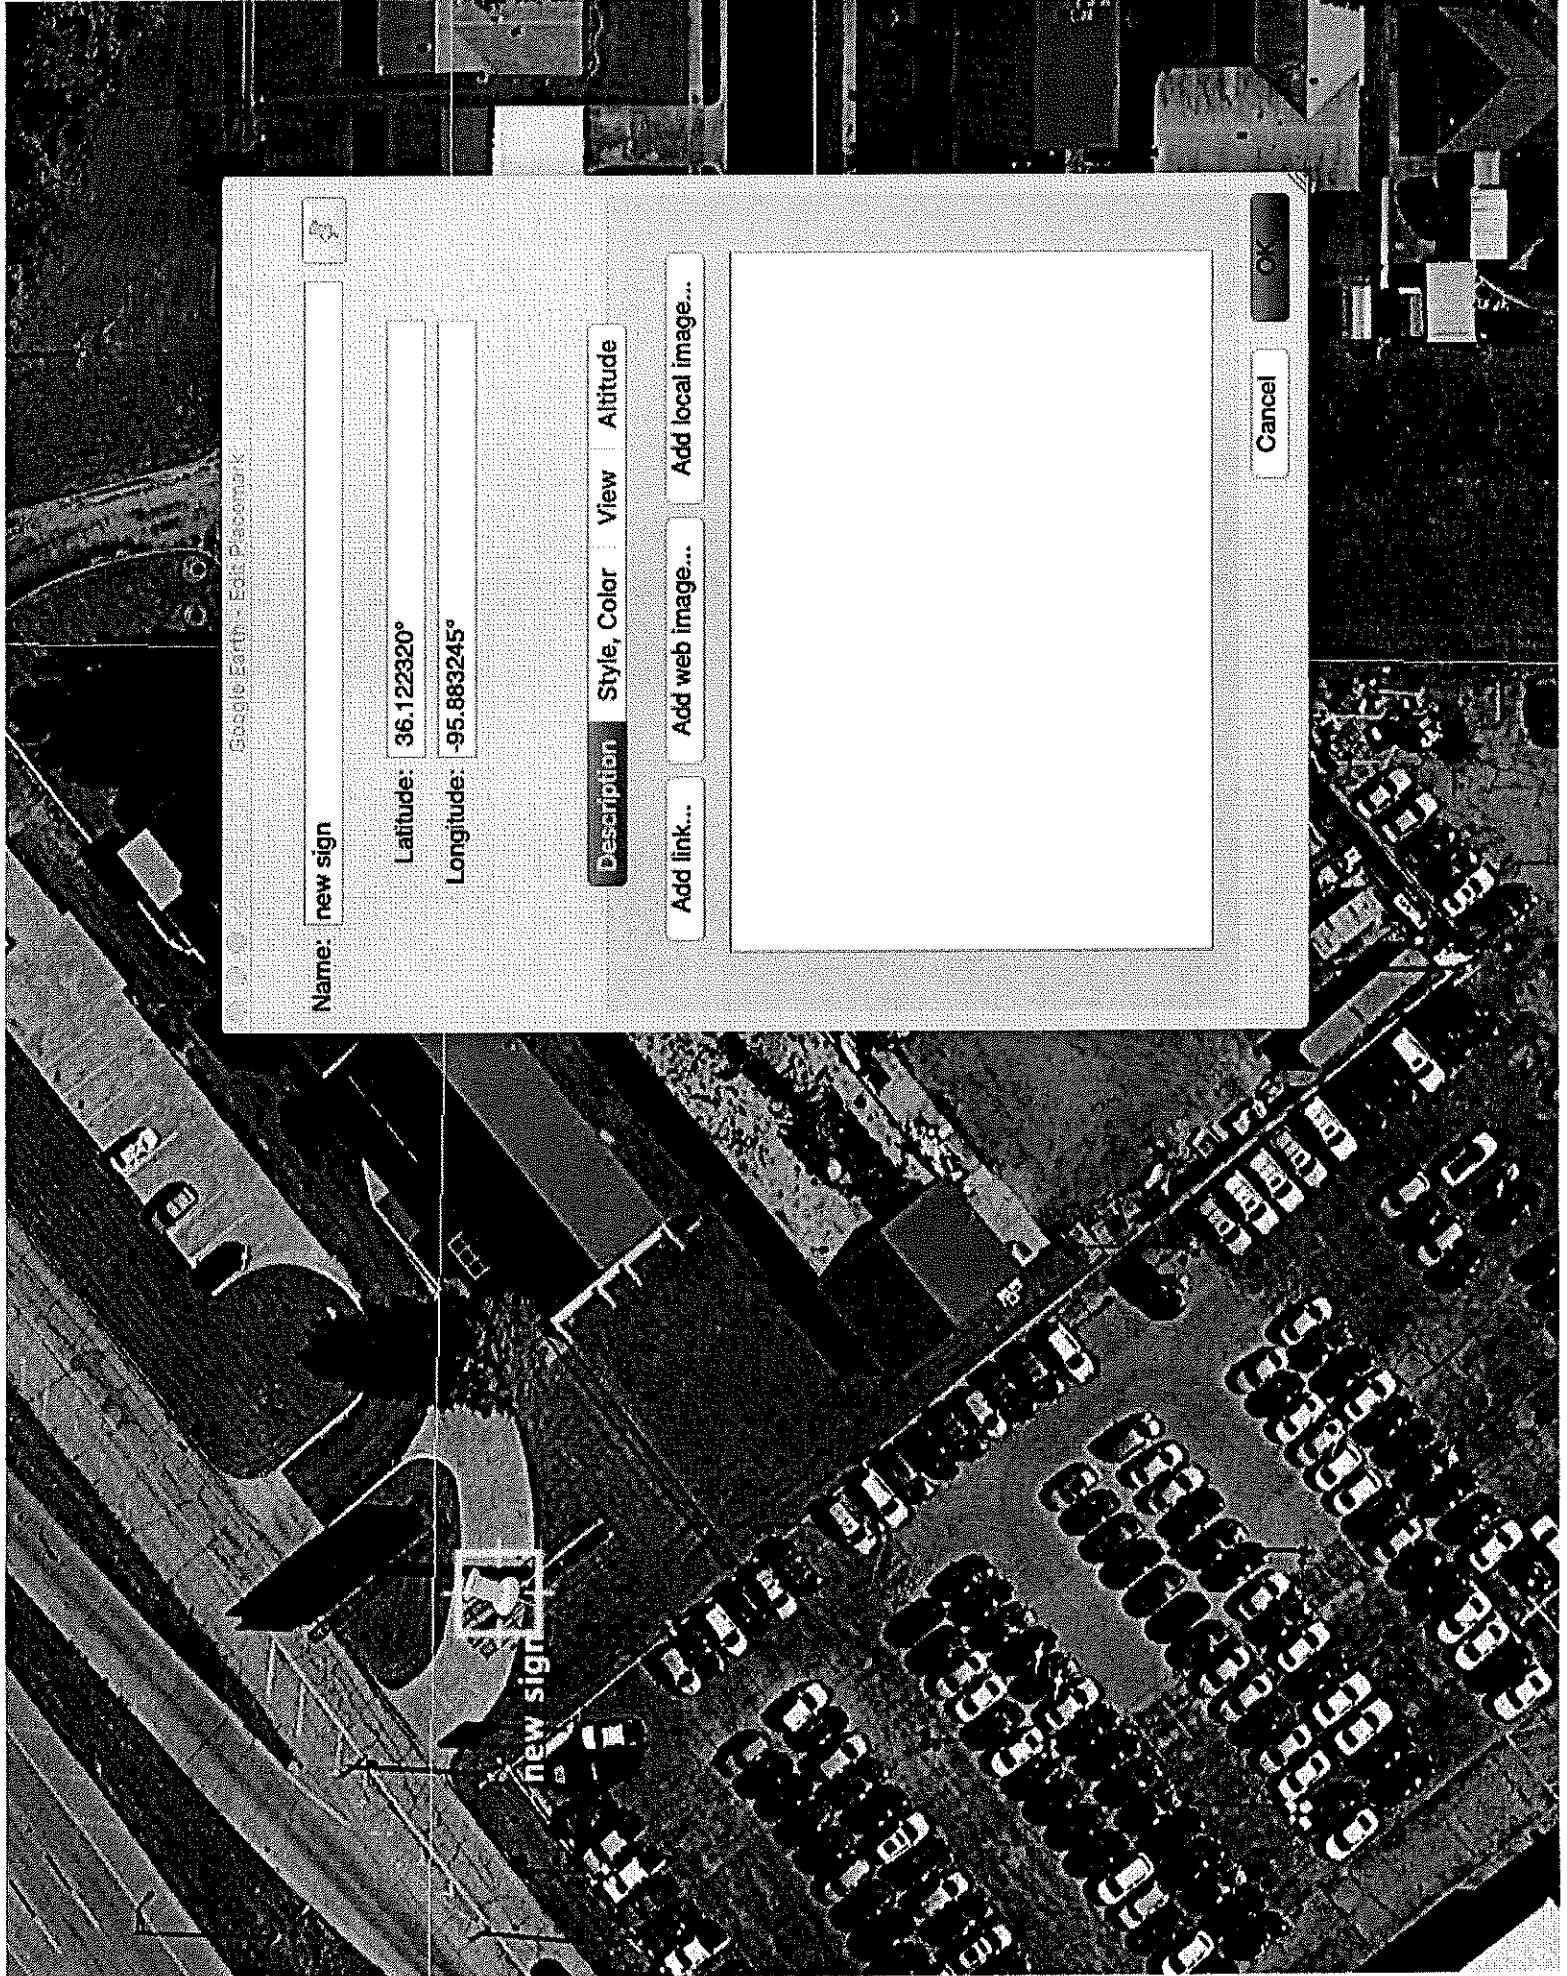 Google Earth - Edit Placemark
Name: new sign
Latitude: 36.122320°
Longitude: -95.883245°
Description Style, Color View Altitude
Add link... Add web image... Add local image...
Cancel OK
new sign